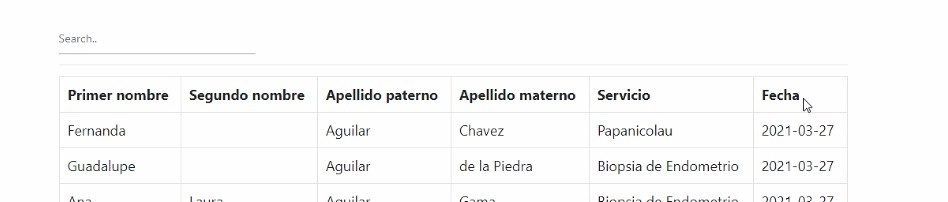 Search..
Primer nombre Segundo nombre Apellido paterno Apellido materno Servicio Fecha
Fernanda Aguilar Chavez Papanicolau 2021-03-27
Guadalupe Aguilar de la Piedra Biopsia de Endometrio 2021-03-27
Ana Laura Aguilar Gama Biopsia de Endometrio 2021-03-27